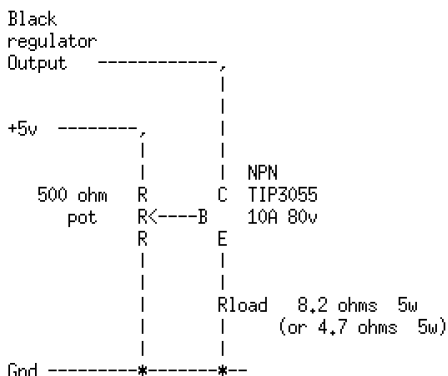 Black
regulator
Output ------------,
|
|
+5v -------, |
| |
| | NPN
500 ohm R C TIP3055
pot R<----B 10A 80v
R E
| |
| |
| Rload 8.2 ohms 5w
| | (or 4.7 ohms 5w)
| |
Gnd --------*-------*--